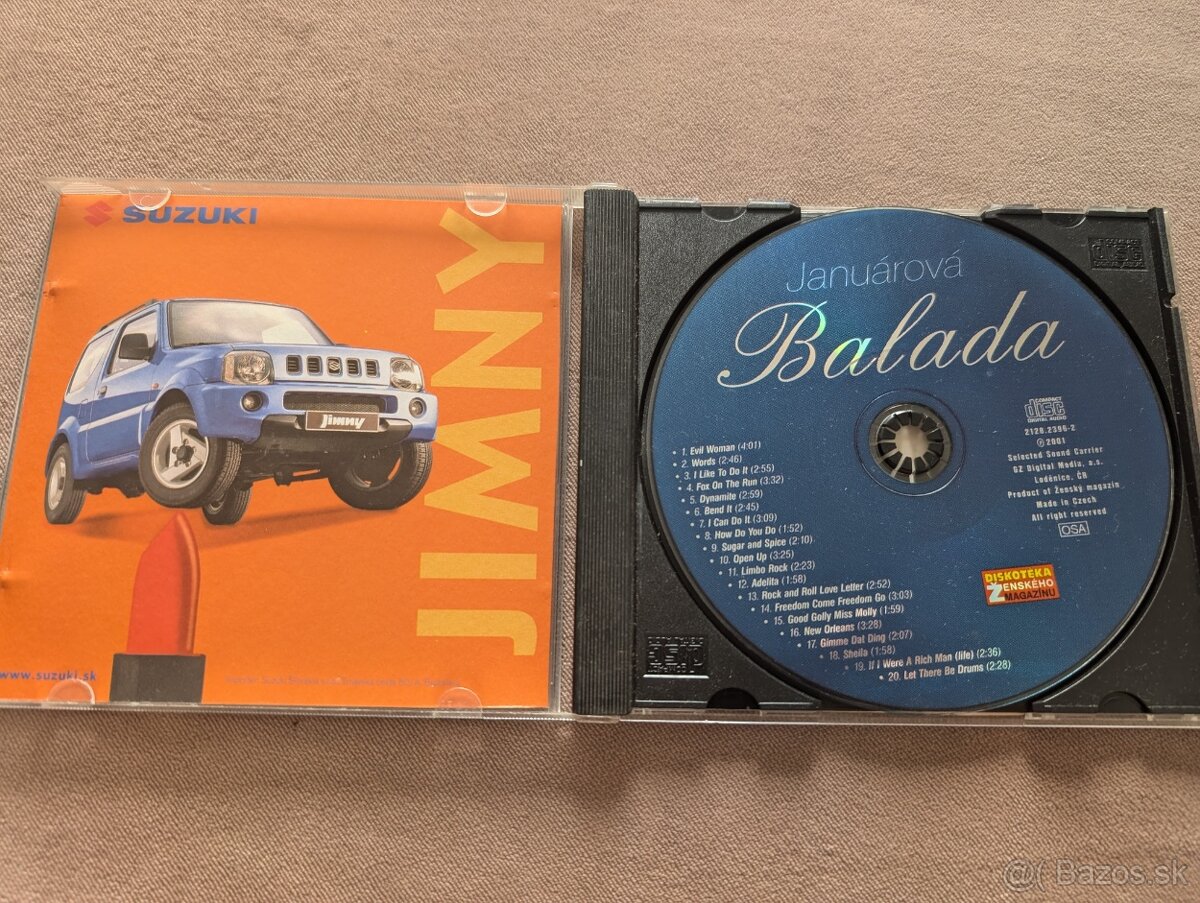 SUZUKI
JIMNY
Jimny
www.suzuki.sk
Januárová
Balada
1. Evil Woman (4:01)
2. Words (2:46)
3. I Like To Do It (2:55)
4. Fox On The Run (3:32)
5. Dynamite (2:59)
6. Bend It (2:45)
7. I Can Do It (3:09)
8. How Do You Do (1:52)
9. Sugar and Spice (2:10)
10. Open Up (3:25)
11. Limbo Rock (2:23)
12. Adelita (1:58)
13. Rock and Roll Love Letter (2:52)
14. Freedom Come Freedom Go (3:03)
15. Good Golly Miss Molly (1:59)
16. New Orleans (3:28)
17. Gimme Dat Ding (2:07)
18. Sheila (1:58)
19. If I Were A Rich Man (life) (2:36)
20. Let There Be Drums (2:28)
COMPACT
disc
DIGITAL AUDIO
2128.2396-2
℗2001
Selected Sound Carrier
GZ Digital Media, a.s.
Loděnice, ČR
Product of Ženský magazín
Made in Czech
All right reserved
OSA
DISKOTÉKA
ŽENSKÉHO
MAGAZÍNU
Bazos.sk